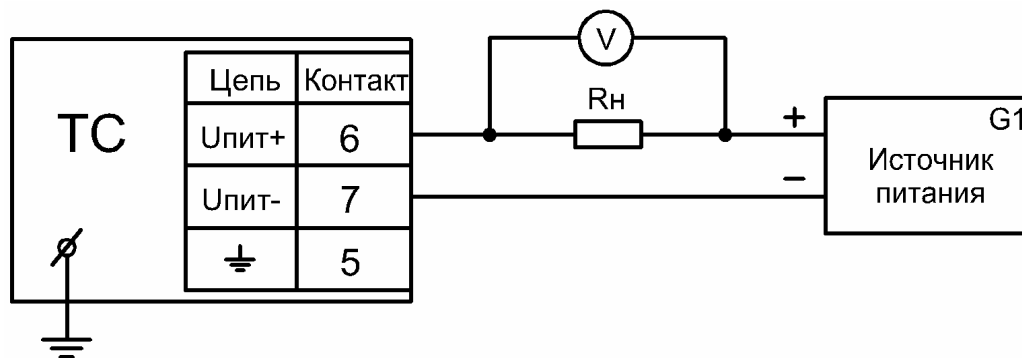 ТС
Цепь Контакт
Uпит+ 6
Uпит- 7
5
V
Rн
+
−
G1
Источник
питания